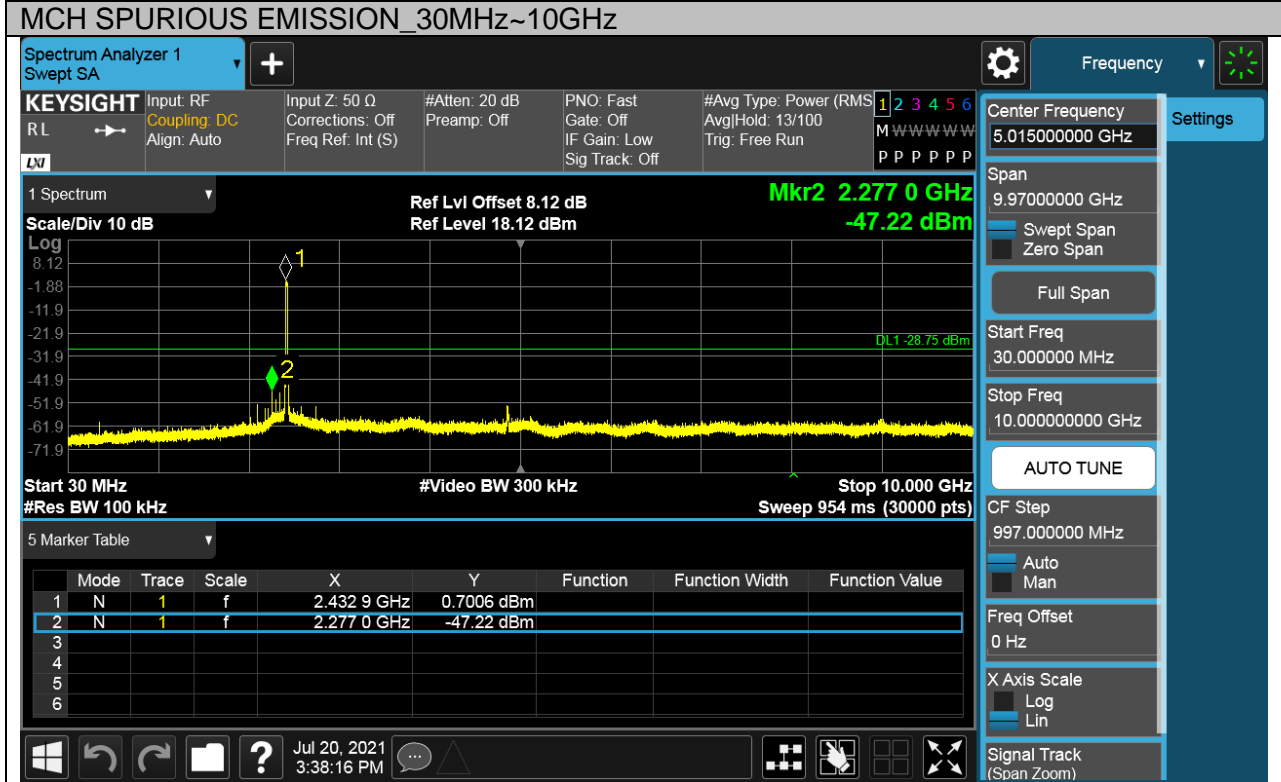 MCH SPURIOUS EMISSION_30MHz~10GHz
Spectrum Analyzer 1
Swept SA
Frequency
KEYSIGHT Input: RF Input Z: 50 Ω #Atten: 20 dB PNO: Fast #Avg Type: Power (RMS 1 2 3 4 5 6
RL Coupling: DC Corrections: Off Preamp: Off Gate: Off Avg|Hold: 13/100 M W W W W W
Align: Auto Freq Ref: Int (S) IF Gain: Low Trig: Free Run
LXI Sig Track: Off P P P P P P
1 Spectrum
Ref Lvl Offset 8.12 dB
Mkr2 2.277 0 GHz
Scale/Div 10 dB
Ref Level 18.12 dBm
-47.22 dBm
Log
8.12
-1.88
-11.9
-21.9
-31.9
-41.9
-51.9
-61.9
-71.9
1
2
DL1 -28.75 dBm
Start 30 MHz #Video BW 300 kHz Stop 10.000 GHz
#Res BW 100 kHz Sweep 954 ms (30000 pts)
5 Marker Table
Mode Trace Scale X Y Function Function Width Function Value
1 N 1 f 2.432 9 GHz 0.7006 dBm
2 N 1 f 2.277 0 GHz -47.22 dBm
3
4
5
6
?
Jul 20, 2021
3:38:16 PM
Center Frequency
5.015000000 GHz
Settings
Span
9.97000000 GHz
Swept Span
Zero Span
Full Span
Start Freq
30.000000 MHz
Stop Freq
10.000000000 GHz
AUTO TUNE
CF Step
997.000000 MHz
Auto
Man
Freq Offset
0 Hz
X Axis Scale
Log
Lin
Signal Track
(Span Zoom)